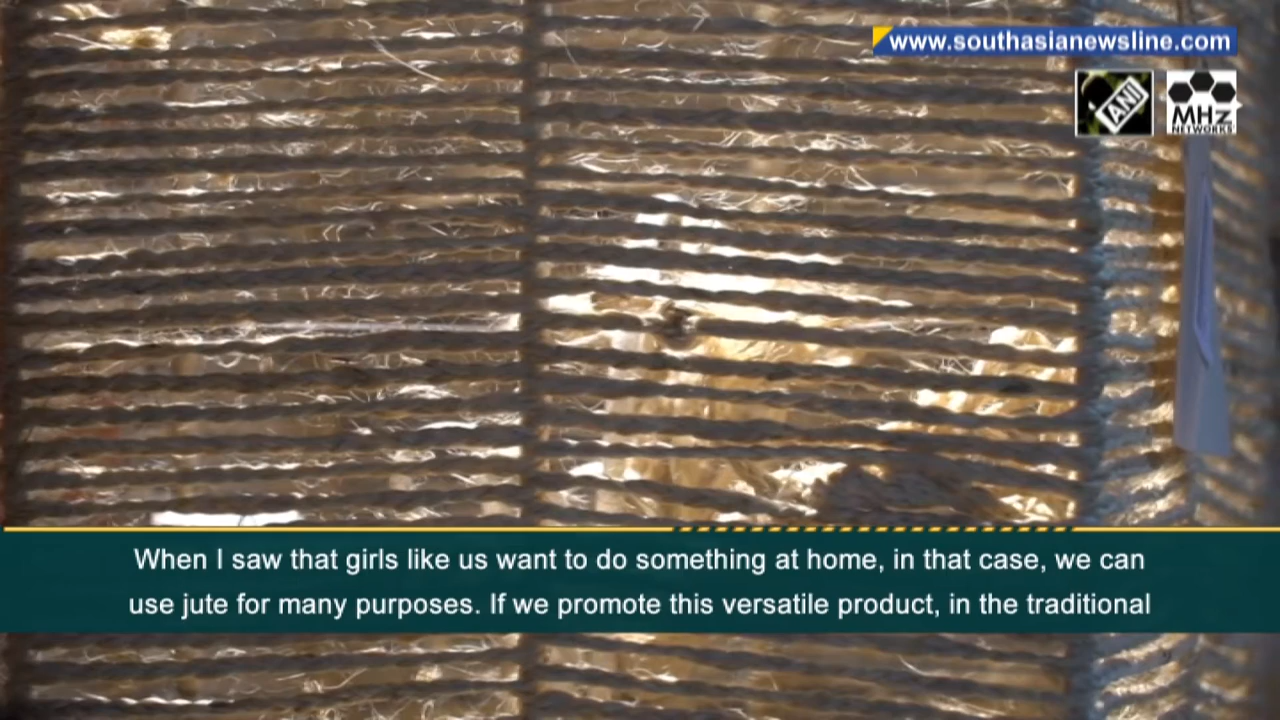 www.southasianewsline.com
ANI
MHz
NETWORKS
When I saw that girls like us want to do something at home, in that case, we can
use jute for many purposes. If we promote this versatile product, in the traditional